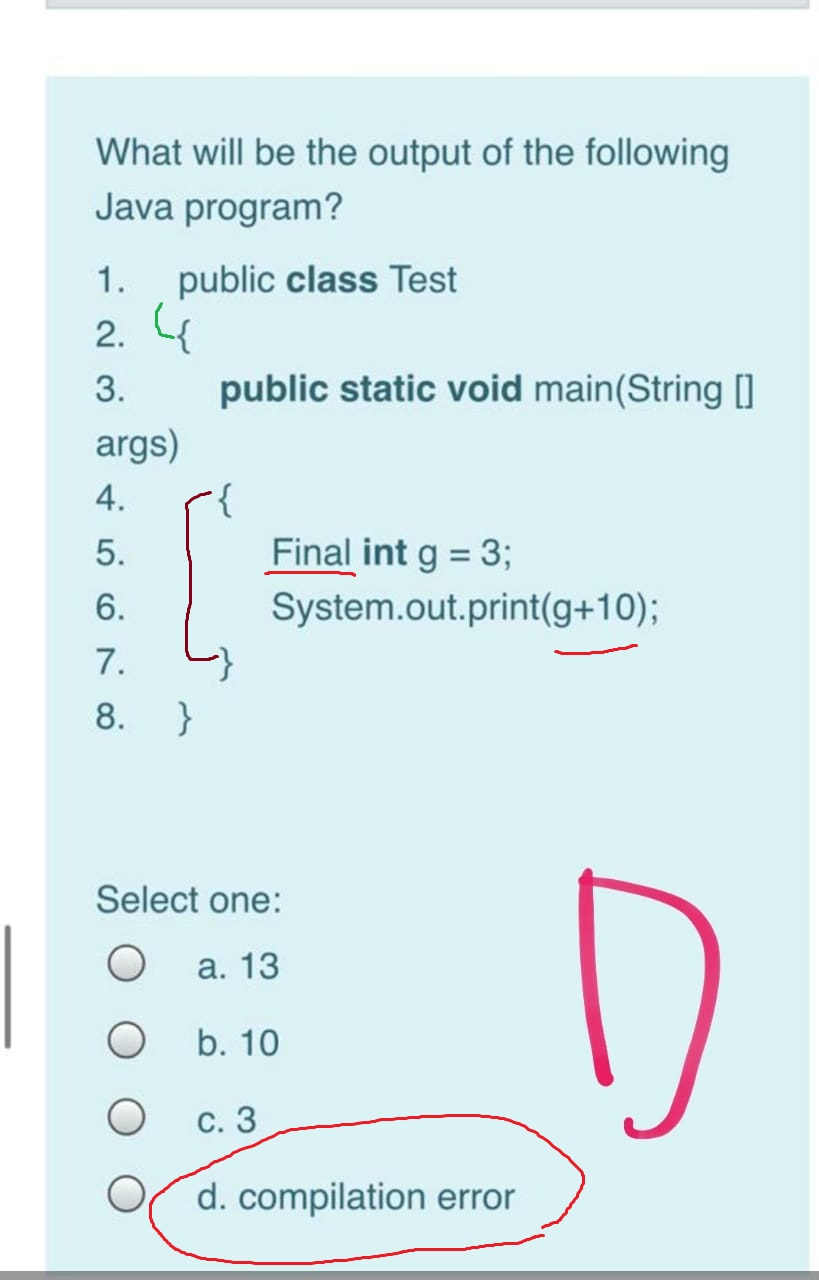 What will be the output of the following
Java program?
1. public class Test
2. {
3. public static void main(String []
args)
4. {
5. Final int g = 3;
6. System.out.print(g+10);
7. }
8. }
Select one:
a. 13
b. 10
c. 3
d. compilation error
D